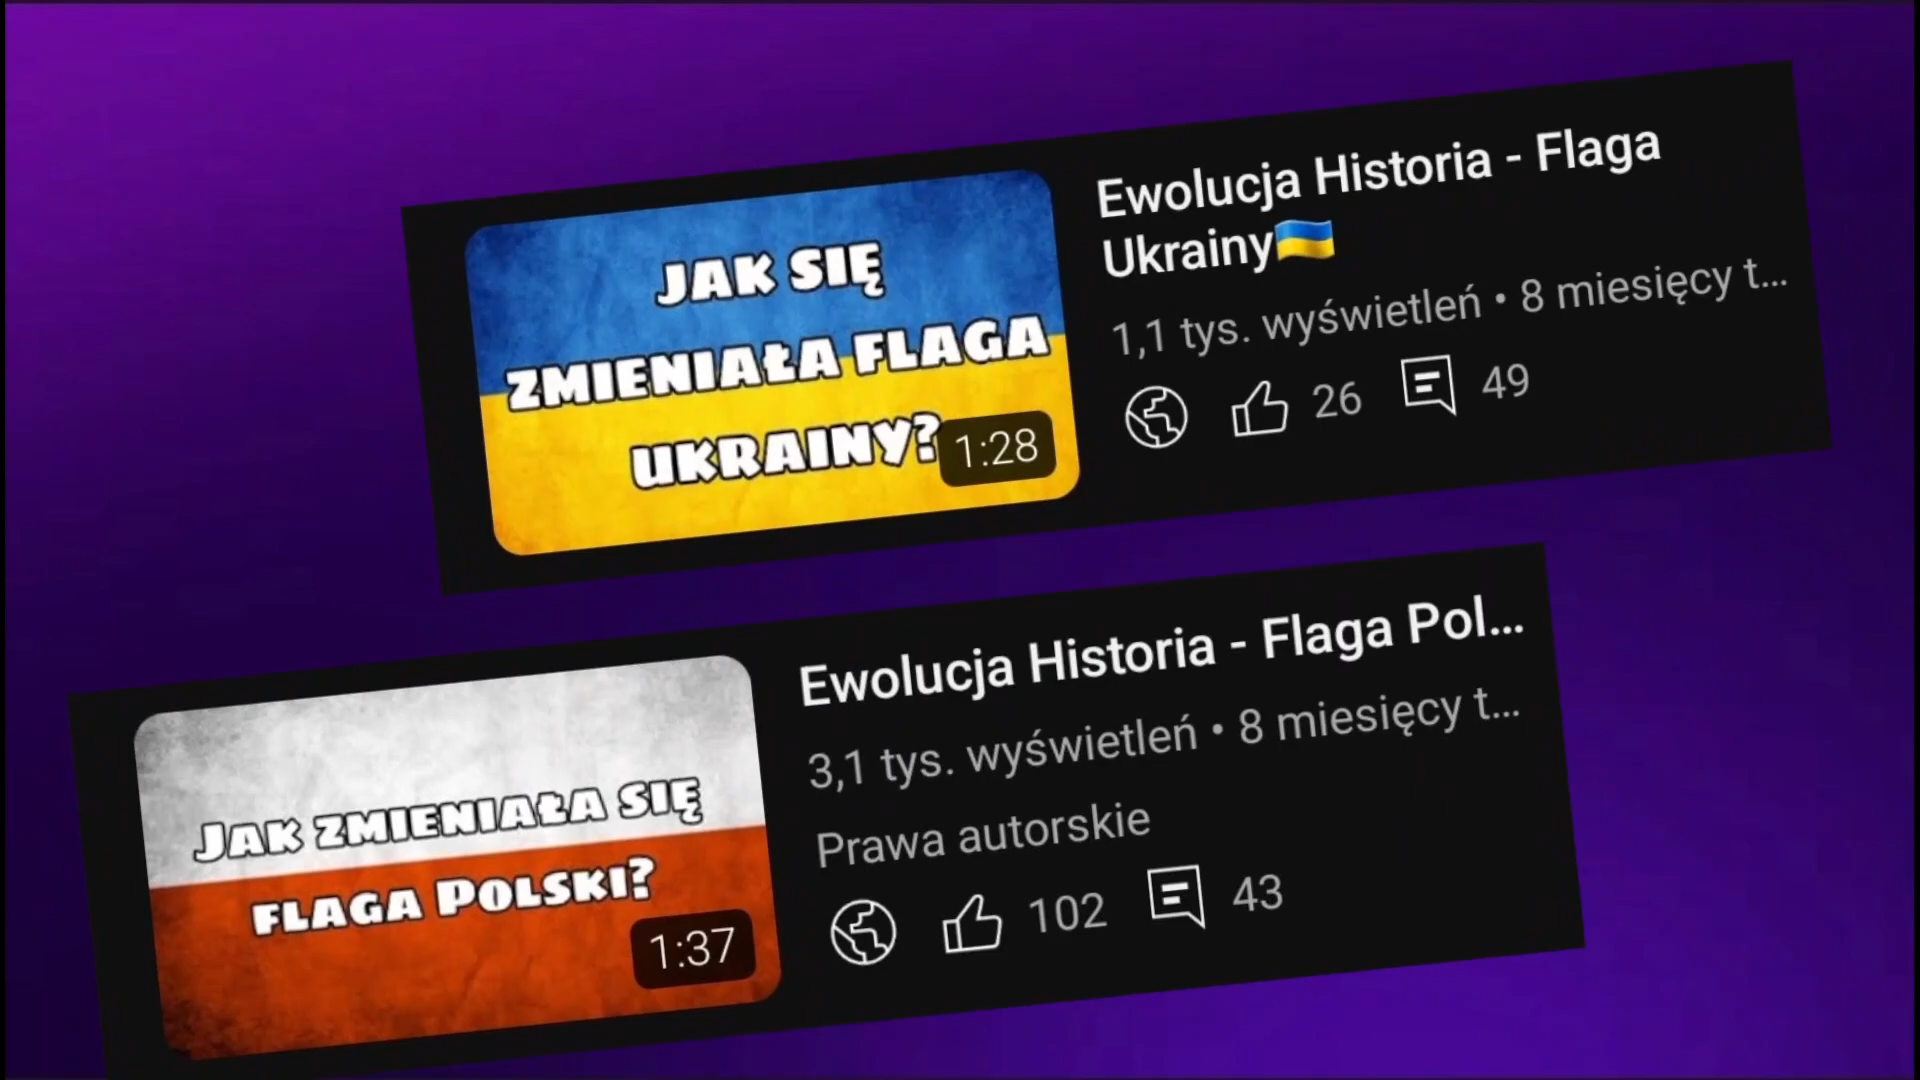 JAK SIĘ
ZMIENIAŁA FLAGA
UKRAINY?
1:28
Ewolucja Historia - Flaga
Ukrainy🇺🇦
1,1 tys. wyświetleń • 8 miesięcy t...
26 49
JAK ZMIENIAŁA SIĘ
FLAGA POLSKI?
1:37
Ewolucja Historia - Flaga Pol...
3,1 tys. wyświetleń • 8 miesięcy t...
Prawa autorskie
102 43